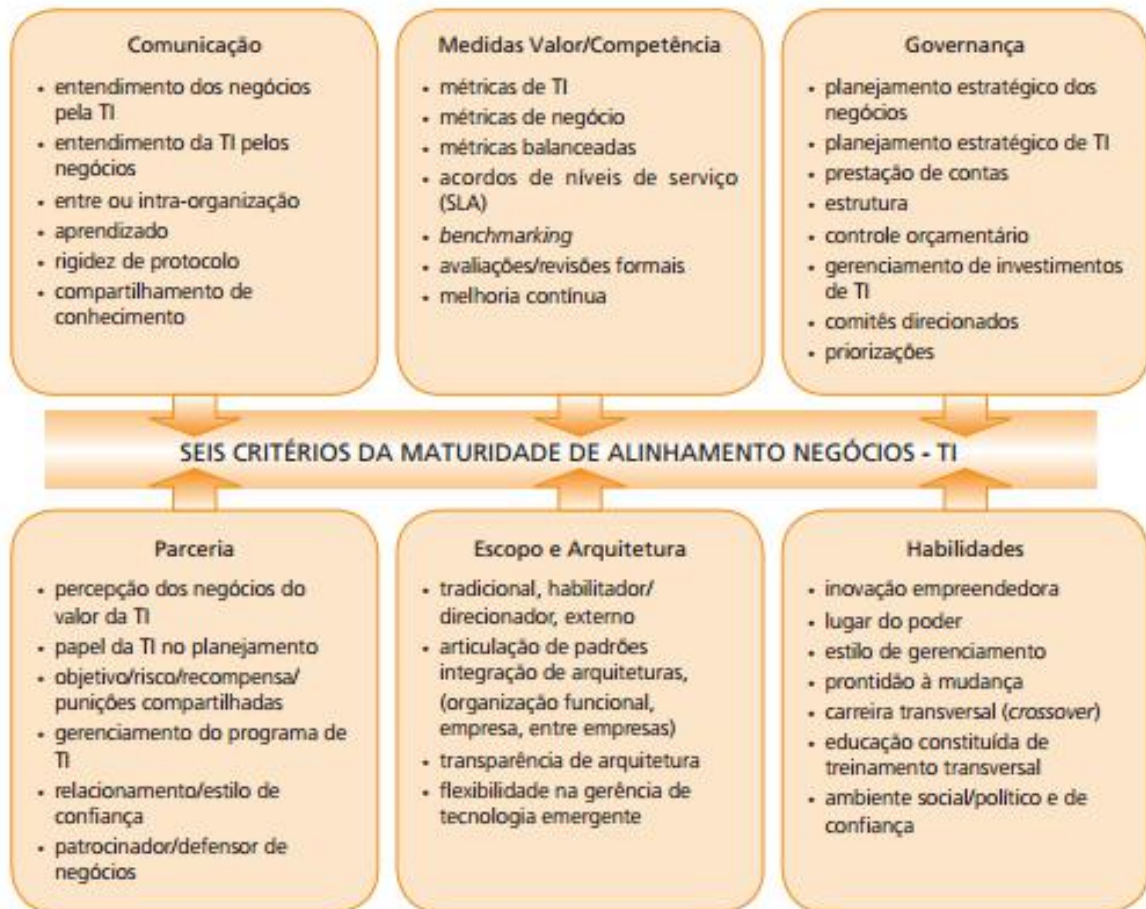 Comunicação
• entendimento dos negócios
pela TI
• entendimento da TI pelos
negócios
• entre ou intra-organização
• aprendizado
• rigidez de protocolo
• compartilhamento de
conhecimento
Medidas Valor/Competência
• métricas de TI
• métricas de negócio
• métricas balanceadas
• acordos de níveis de serviço
(SLA)
• benchmarking
• avaliações/revisões formais
• melhoria contínua
Governança
• planejamento estratégico dos
negócios
• planejamento estratégico de TI
• prestação de contas
• estrutura
• controle orçamentário
• gerenciamento de investimentos
de TI
• comitês direcionados
• priorizações
SEIS CRITÉRIOS DA MATURIDADE DE ALINHAMENTO NEGÓCIOS - TI
Parceria
• percepção dos negócios do
valor da TI
• papel da TI no planejamento
• objetivo/risco/recompensa/
punições compartilhadas
• gerenciamento do programa de
TI
• relacionamento/estilo de
confiança
• patrocinador/defensor de
negócios
Escopo e Arquitetura
• tradicional, habilitador/
direcionador, externo
• articulação de padrões
integração de arquiteturas,
(organização funcional,
empresa, entre empresas)
• transparência de arquitetura
• flexibilidade na gerência de
tecnologia emergente
Habilidades
• inovação empreendedora
• lugar do poder
• estilo de gerenciamento
• prontidão à mudança
• carreira transversal (crossover)
• educação constituída de
treinamento transversal
• ambiente social/político e de
confiança